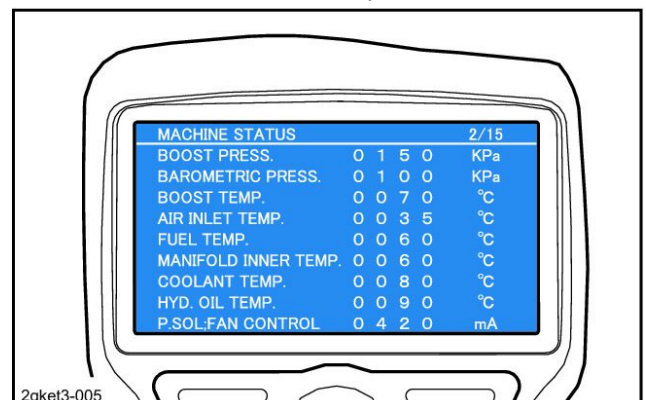 MACHINE STATUS 2/15
BOOST PRESS. 0 1 5 0 KPa
BAROMETRIC PRESS. 0 1 0 0 KPa
BOOST TEMP. 0 0 7 0 ℃
AIR INLET TEMP. 0 0 3 5 ℃
FUEL TEMP. 0 0 6 0 ℃
MANIFOLD INNER TEMP. 0 0 6 0 ℃
COOLANT TEMP. 0 0 8 0 ℃
HYD. OIL TEMP. 0 0 9 0 ℃
P.SOL;FAN CONTROL 0 4 2 0 mA
2gket3-005